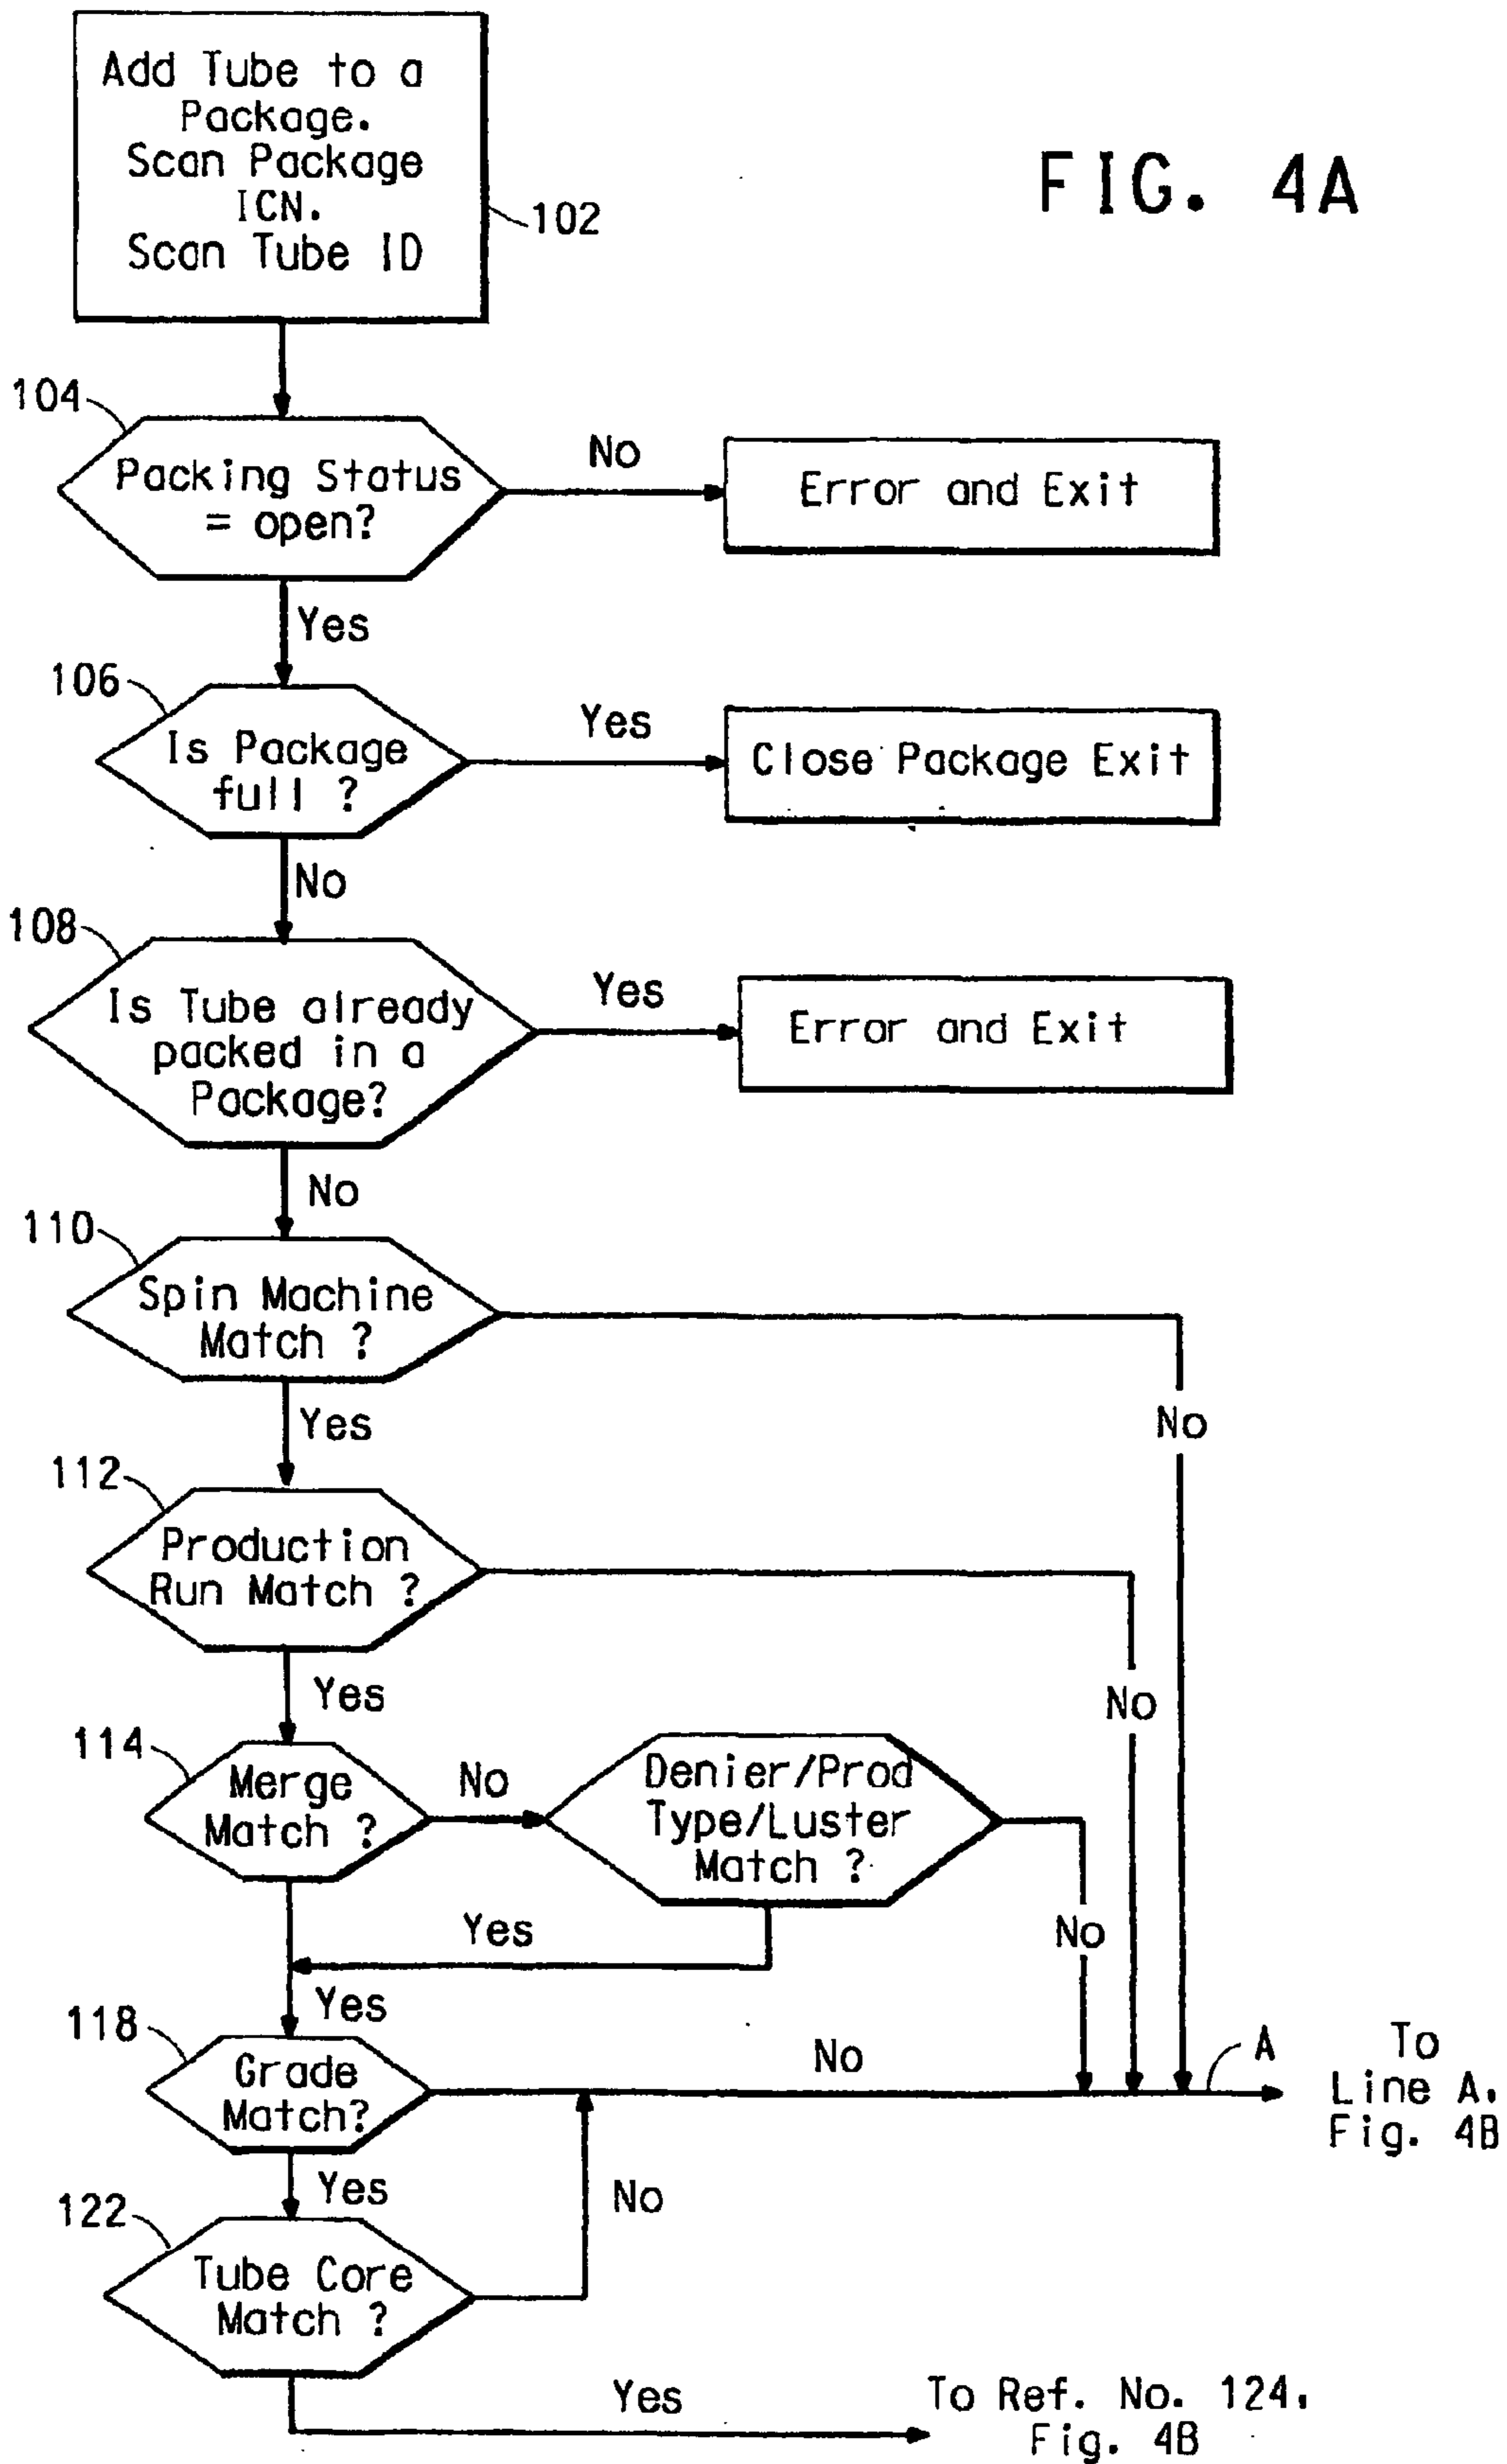 Add Tube to a
Package.
Scan Package
ICN.
Scan Tube ID
102
FIG. 4A
104
Packing Status
= open?
No
Error and Exit
Yes
106
Is Package
full ?
Yes
Close Package Exit
No
108
Is Tube already
packed in a
Package?
Yes
Error and Exit
No
110
Spin Machine
Match ?
No
Yes
112
Production
Run Match ?
No
Yes
114
Merge
Match ?
No
Denier/Prod
Type/Luster
Match ?
No
Yes
Yes
118
Grade
Match?
No
A
To
Line A.
Fig. 4B
Yes
No
122
Tube Core
Match ?
Yes
To Ref. No. 124.
Fig. 4B